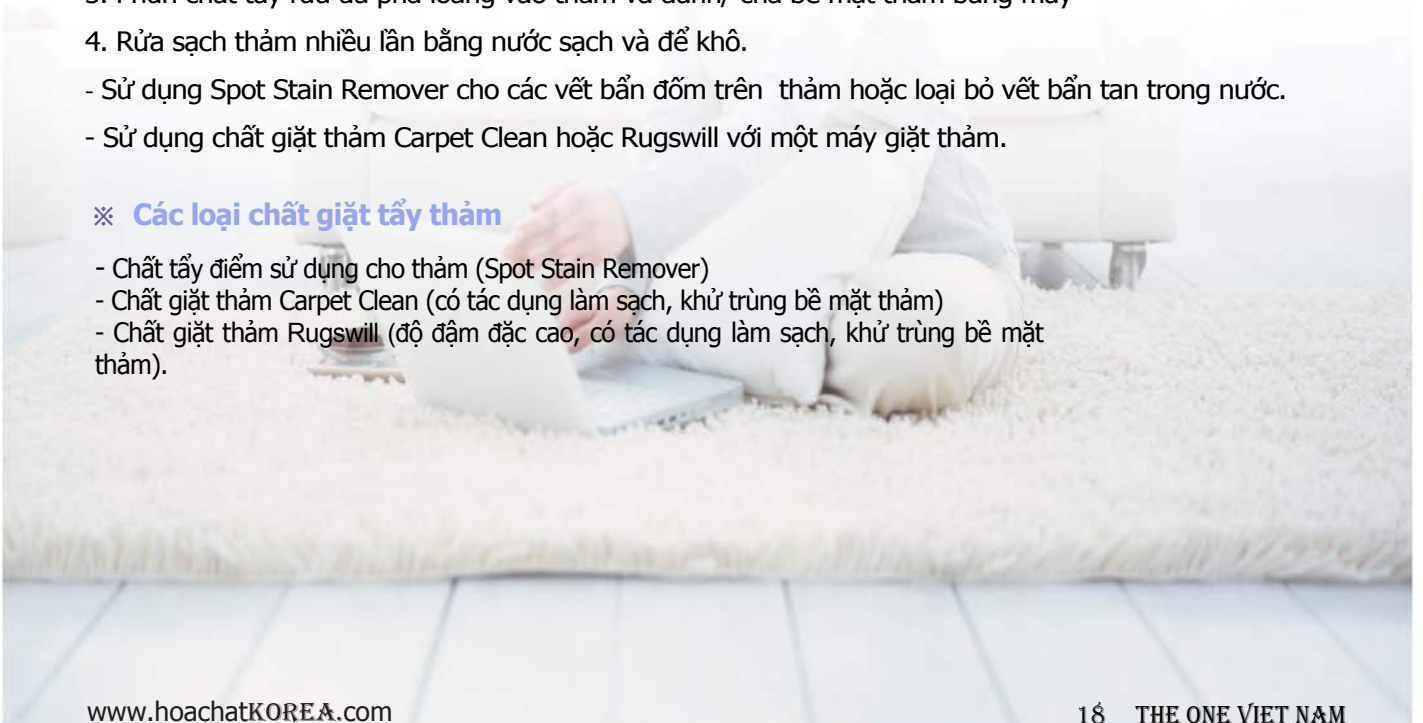 4. Rửa sạch thảm nhiều lần bằng nước sạch và để khô.
- Sử dụng Spot Stain Remover cho các vết bẩn đốm trên thảm hoặc loại bỏ vết bẩn tan trong nước.
- Sử dụng chất giặt thảm Carpet Clean hoặc Rugswill với một máy giặt thảm.
※ Các loại chất giặt tẩy thảm
- Chất tẩy điểm sử dụng cho thảm (Spot Stain Remover)
- Chất giặt thảm Carpet Clean (có tác dụng làm sạch, khử trùng bề mặt thảm)
- Chất giặt thảm Rugswill (độ đậm đặc cao, có tác dụng làm sạch, khử trùng bề mặt
thảm).
www.hoachatKOREA.com
18 THE ONE VIET NAM